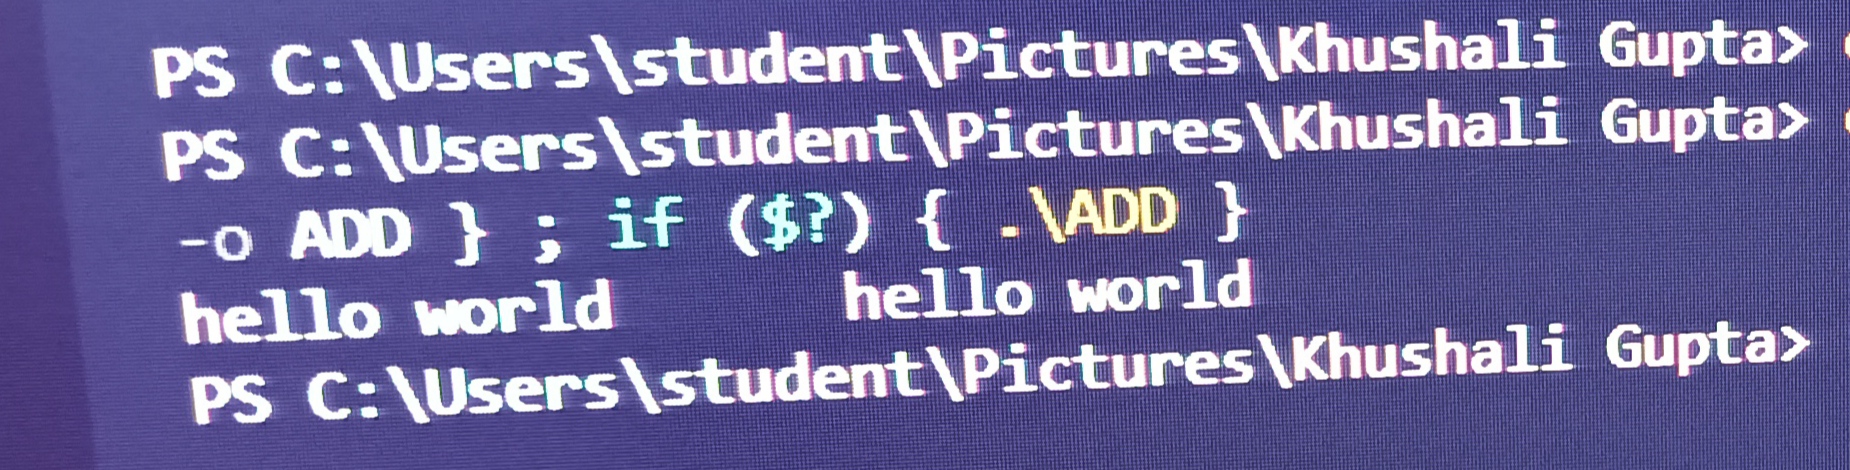 PS C:\Users\student\Pictures\Khushali Gupta>
PS C:\Users\student\Pictures\Khushali Gupta>
-o ADD } ; if ($?) { .\ADD }
hello world          hello world
PS C:\Users\student\Pictures\Khushali Gupta>